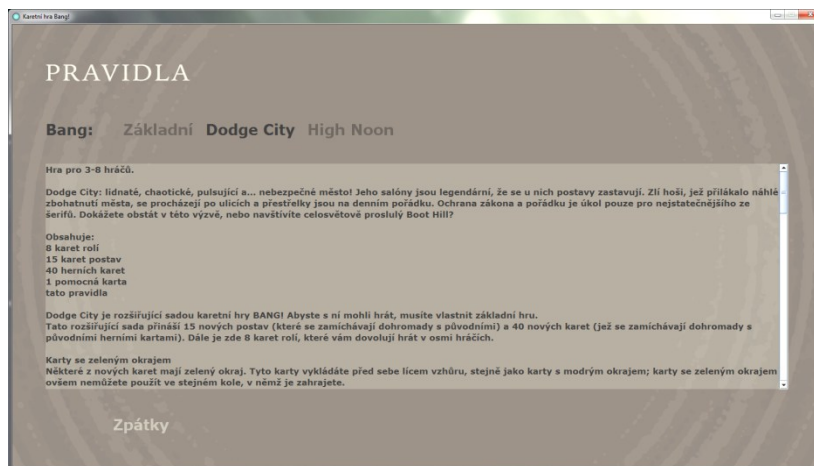 Karetní hra Bang!
PRAVIDLA
Bang: Základní Dodge City High Noon
Hra pro 3-8 hráčů.
Dodge City: lidnaté, chaotické, pulsující a... nebezpečné město! Jeho salóny jsou legendární, že se u nich postavy zastavují. Zlí hoši, jež přilákalo náhlé
zbohatnutí města, se procházejí po ulicích a přestřelky jsou na denním pořádku. Ochrana zákona a pořádku je úkol pouze pro nejstatečnějšího ze
šerifů. Dokážete obstát v této výzvě, nebo navštívíte celosvětově proslulý Boot Hill?
Obsahuje:
8 karet rolí
15 karet postav
40 herních karet
1 pomocná karta
tato pravidla
Dodge City je rozšiřující sadou karetní hry BANG! Abyste s ní mohli hrát, musíte vlastnit základní hru.
Tato rozšiřující sada přináší 15 nových postav (které se zamíchávají dohromady s původními) a 40 nových karet (jež se zamíchávají dohromady s
původními herními kartami). Dále je zde 8 karet rolí, které vám dovolují hrát v osmi hráčích.
Karty se zeleným okrajem
Některé z nových karet mají zelený okraj. Tyto karty vykládáte před sebe lícem vzhůru, stejně jako karty s modrým okrajem; karty se zeleným okrajem
ovšem nemůžete použít ve stejném kole, v němž je zahrajete.
Zpátky